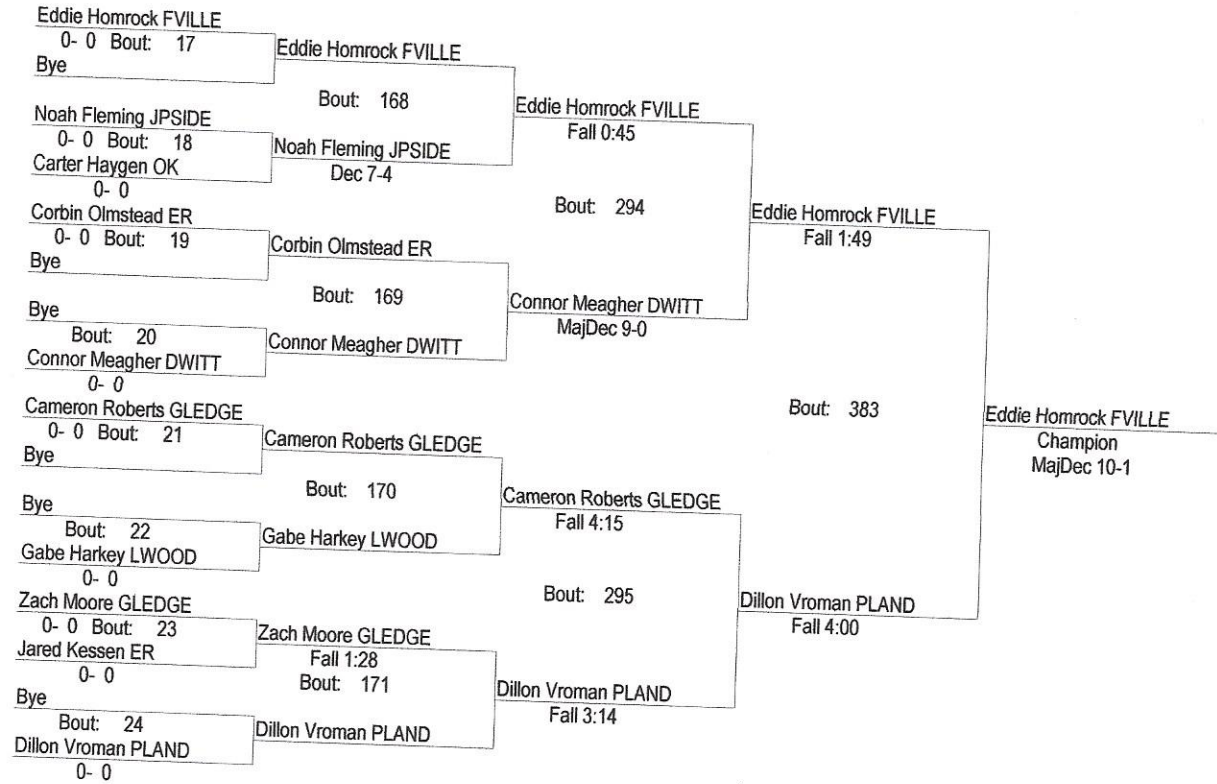 Eddie Homrock FVILLE
0- 0 Bout: 17
Bye
Eddie Homrock FVILLE
Bout: 168
Noah Fleming JPSIDE
0- 0 Bout: 18
Carter Haygen OK
0- 0
Noah Fleming JPSIDE
Dec 7-4
Eddie Homrock FVILLE
Fall 0:45
Bout: 294
Corbin Olmstead ER
0- 0 Bout: 19
Bye
Corbin Olmstead ER
Bout: 169
Bye
Bout: 20
Connor Meagher DWITT
0- 0
Connor Meagher DWITT
Connor Meagher DWITT
MajDec 9-0
Eddie Homrock FVILLE
Fall 1:49
Bout: 383
Cameron Roberts GLEDGE
0- 0 Bout: 21
Bye
Cameron Roberts GLEDGE
Bout: 170
Bye
Bout: 22
Gabe Harkey LWOOD
0- 0
Gabe Harkey LWOOD
Cameron Roberts GLEDGE
Fall 4:15
Bout: 295
Zach Moore GLEDGE
0- 0 Bout: 23
Jared Kessen ER
0- 0
Zach Moore GLEDGE
Fall 1:28
Bout: 171
Bye
Bout: 24
Dillon Vroman PLAND
0- 0
Dillon Vroman PLAND
Dillon Vroman PLAND
Fall 3:14
Dillon Vroman PLAND
Fall 4:00
Eddie Homrock FVILLE
Champion
MajDec 10-1